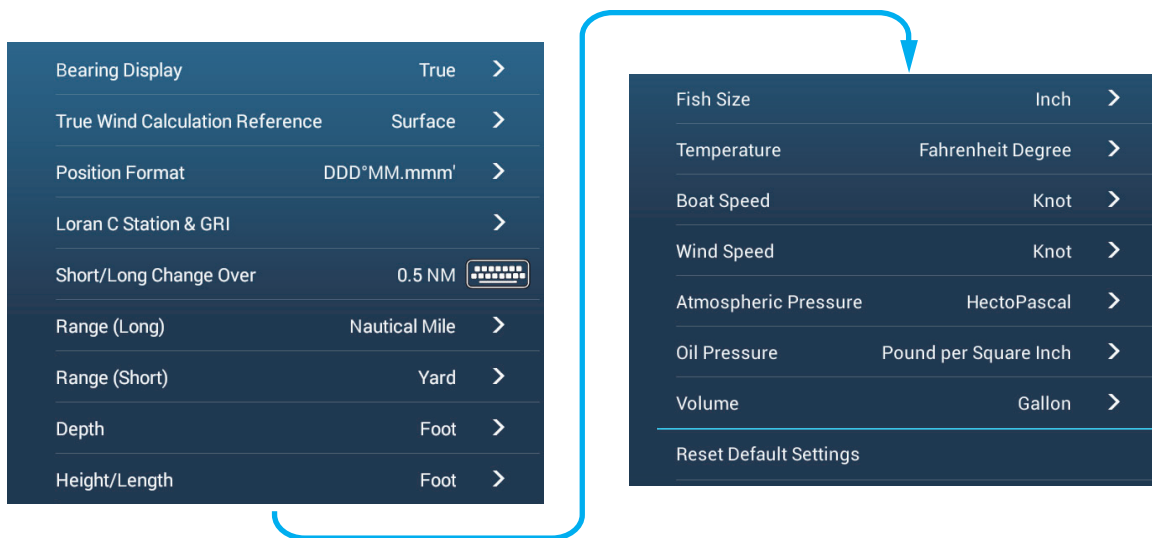 Bearing Display True
True Wind Calculation Reference Surface
Position Format DDD°MM.mmm'
Loran C Station & GRI
Short/Long Change Over 0.5 NM
Range (Long) Nautical Mile
Range (Short) Yard
Depth Foot
Height/Length Foot
Fish Size Inch
Temperature Fahrenheit Degree
Boat Speed Knot
Wind Speed Knot
Atmospheric Pressure HectoPascal
Oil Pressure Pound per Square Inch
Volume Gallon
Reset Default Settings